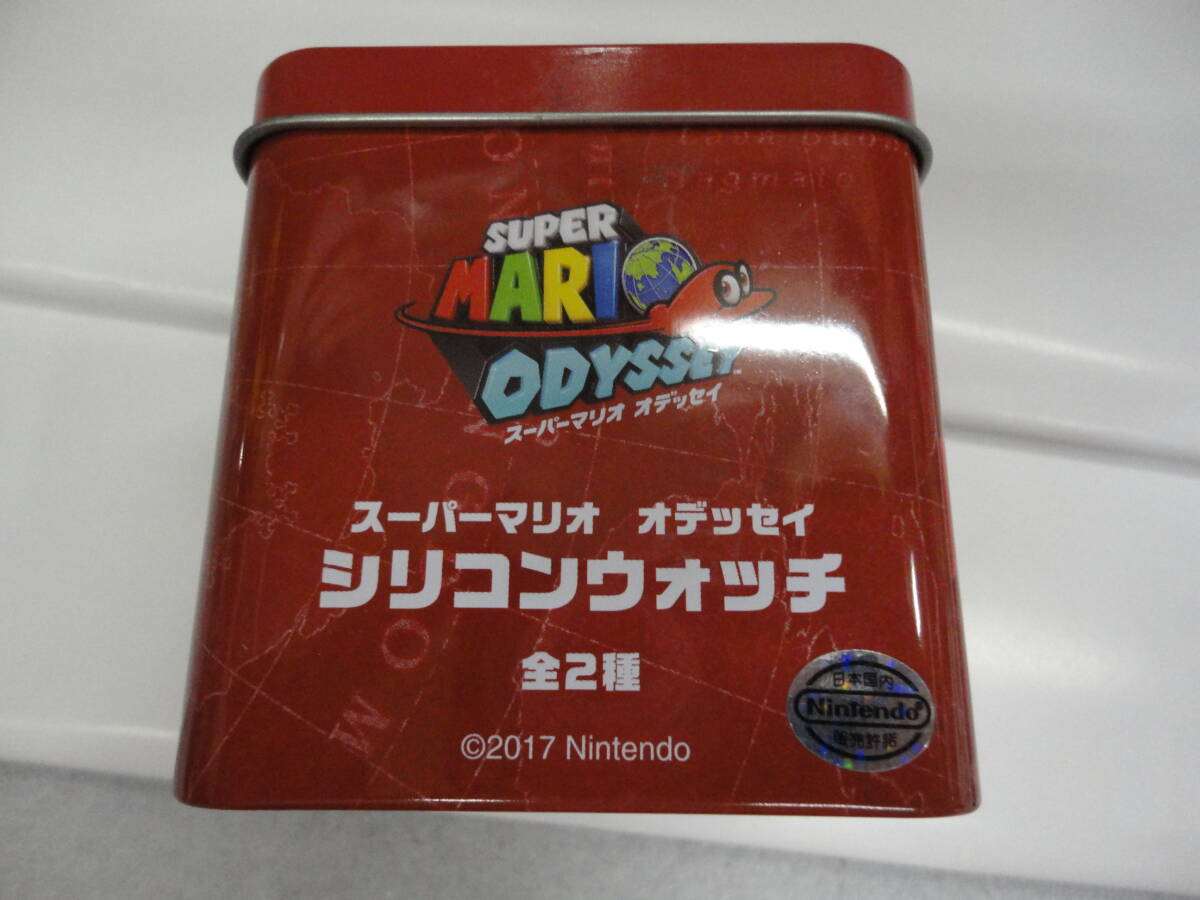 SUPER
MARIO
ODYSSEY
スーパーマリオ オデッセイ
スーパーマリオ オデッセイ
シリコンウォッチ
全2種
©2017 Nintendo
日本国内
Nintendo®
販売許諾